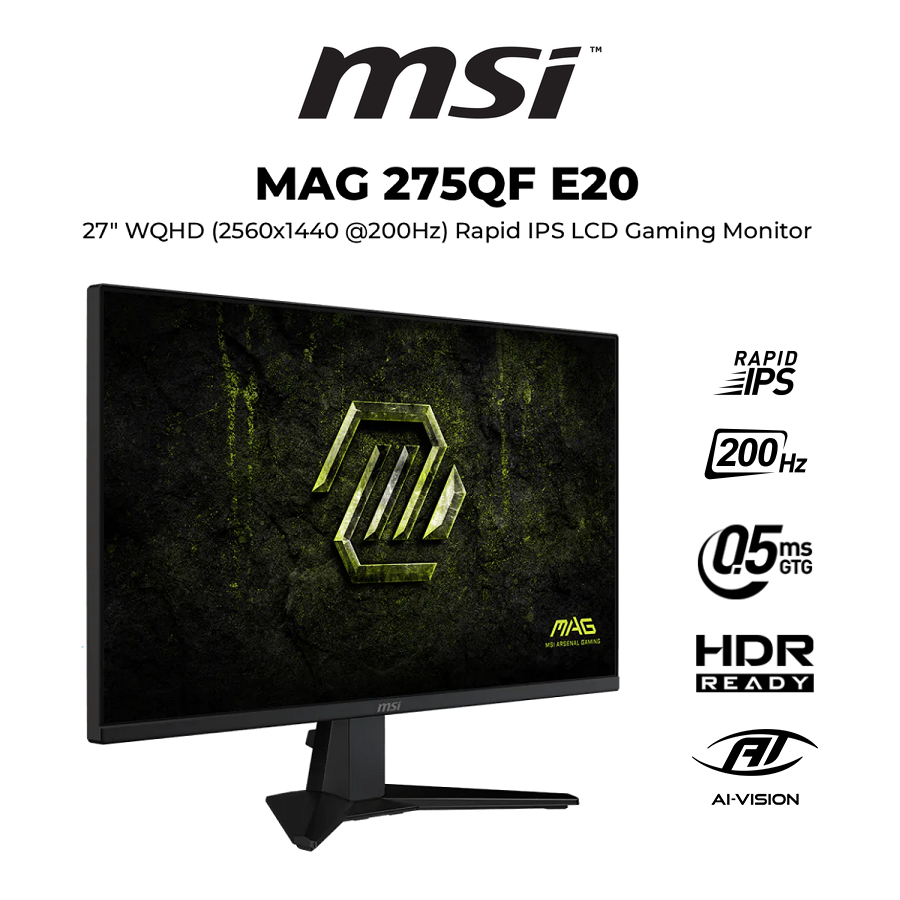 msi™
MAG 275QF E20
27" WQHD (2560x1440 @200Hz) Rapid IPS LCD Gaming Monitor
RAPID
IPS
200Hz
0.5ms
GTG
MAG
MSI ARSENAL GAMING
HDR
READY
msi
AI-VISION